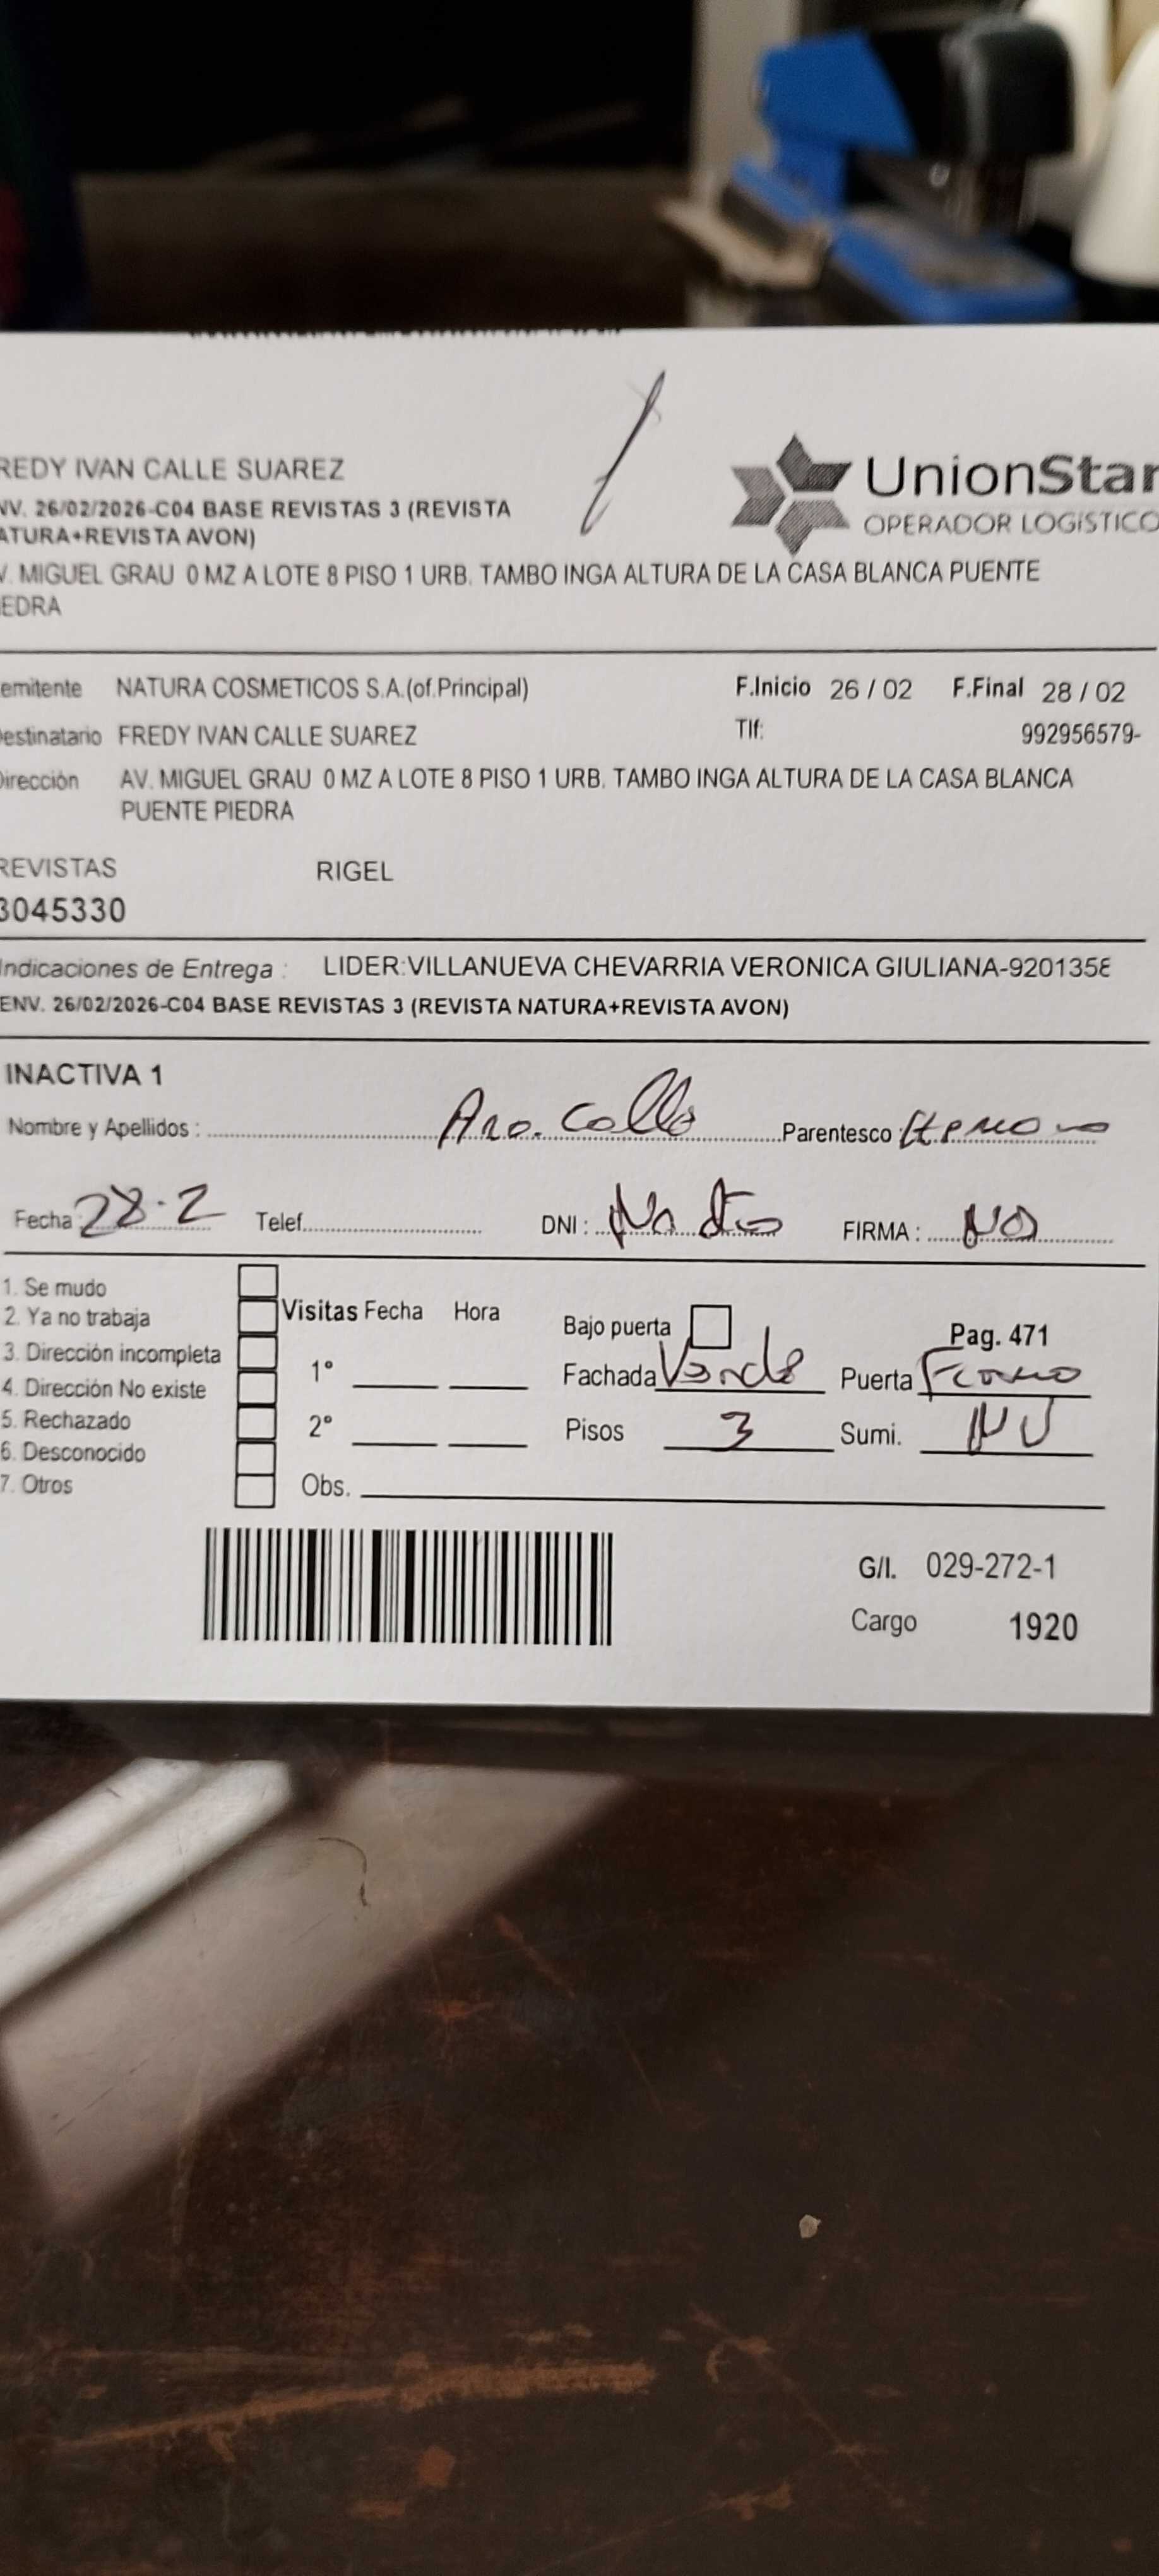 REDY IVAN CALLE SUAREZ
NV. 26/02/2026-C04 BASE REVISTAS 3 (REVISTA
ATURA+REVISTA AVON)
V. MIGUEL GRAU 0 MZ A LOTE 8 PISO 1 URB. TAMBO INGA ALTURA DE LA CASA BLANCA PUENTE
EDRA
UnionStar
OPERADOR LOGÍSTICO
emitente NATURA COSMETICOS S.A.(of.Principal) F.Inicio 26 / 02 F.Final 28 / 02
estinatario FREDY IVAN CALLE SUAREZ Tlf: 992956579-
Dirección AV. MIGUEL GRAU 0 MZ A LOTE 8 PISO 1 URB. TAMBO INGA ALTURA DE LA CASA BLANCA
PUENTE PIEDRA
REVISTAS RIGEL
3045330
Indicaciones de Entrega : LIDER:VILLANUEVA CHEVARRIA VERONICA GIULIANA-920135
ENV. 26/02/2026-C04 BASE REVISTAS 3 (REVISTA NATURA+REVISTA AVON)
INACTIVA 1
Nombre y Apellidos : Calle Parentesco :
Fecha : 28.2 Telef. DNI : No FIRMA : NO
1. Se mudo
2. Ya no trabaja
3. Dirección incompleta
4. Dirección No existe
5. Rechazado
6. Desconocido
7. Otros
Visitas Fecha Hora
1°
2°
Obs.
Bajo puerta Pag. 471
Fachada Verde Puerta Fierro
Pisos 3 Sumi. NV
G/I. 029-272-1
Cargo 1920